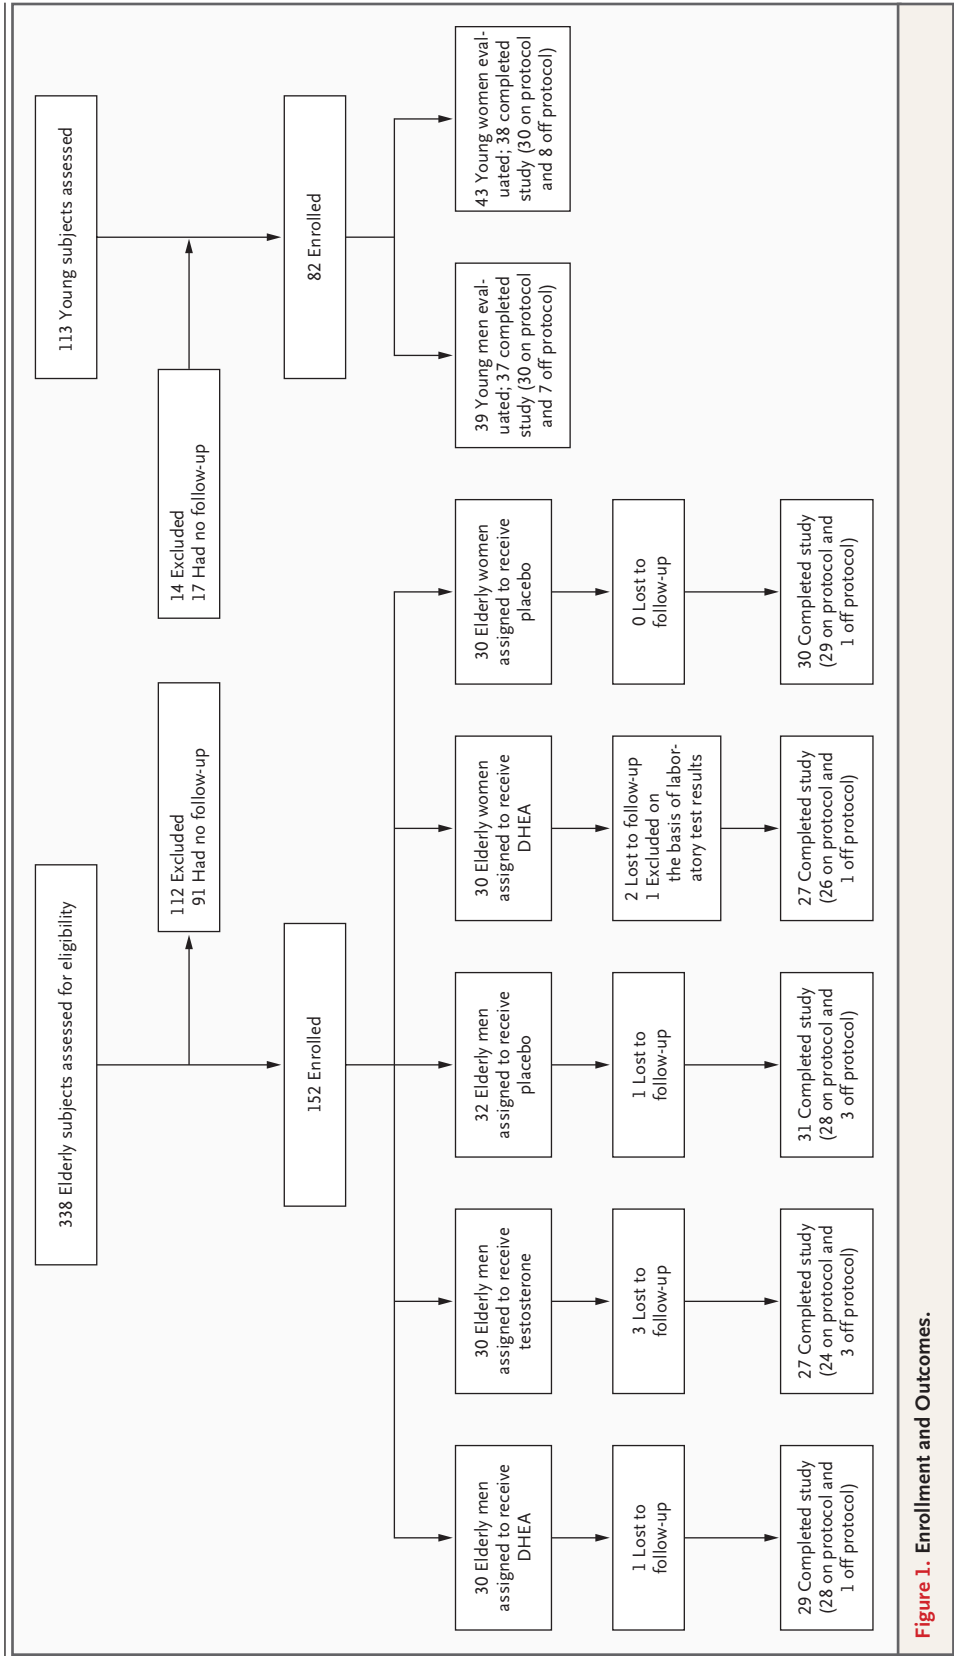 338 Elderly subjects assessed for eligibility
113 Young subjects assessed
112 Excluded
91 Had no follow-up
14 Excluded
17 Had no follow-up
152 Enrolled
82 Enrolled
30 Elderly men
assigned to receive
DHEA
30 Elderly men
assigned to receive
testosterone
32 Elderly men
assigned to receive
placebo
30 Elderly women
assigned to receive
DHEA
30 Elderly women
assigned to receive
placebo
39 Young men eval-
uated; 37 completed
study (30 on protocol
and 7 off protocol)
43 Young women eval-
uated; 38 completed
study (30 on protocol
and 8 off protocol)
1 Lost to
follow-up
3 Lost to
follow-up
1 Lost to
follow-up
2 Lost to follow-up
1 Excluded on
the basis of labor-
atory test results
0 Lost to
follow-up
29 Completed study
(28 on protocol and
1 off protocol)
27 Completed study
(24 on protocol and
3 off protocol)
31 Completed study
(28 on protocol and
3 off protocol)
27 Completed study
(26 on protocol and
1 off protocol)
30 Completed study
(29 on protocol and
1 off protocol)
Figure 1. Enrollment and Outcomes.